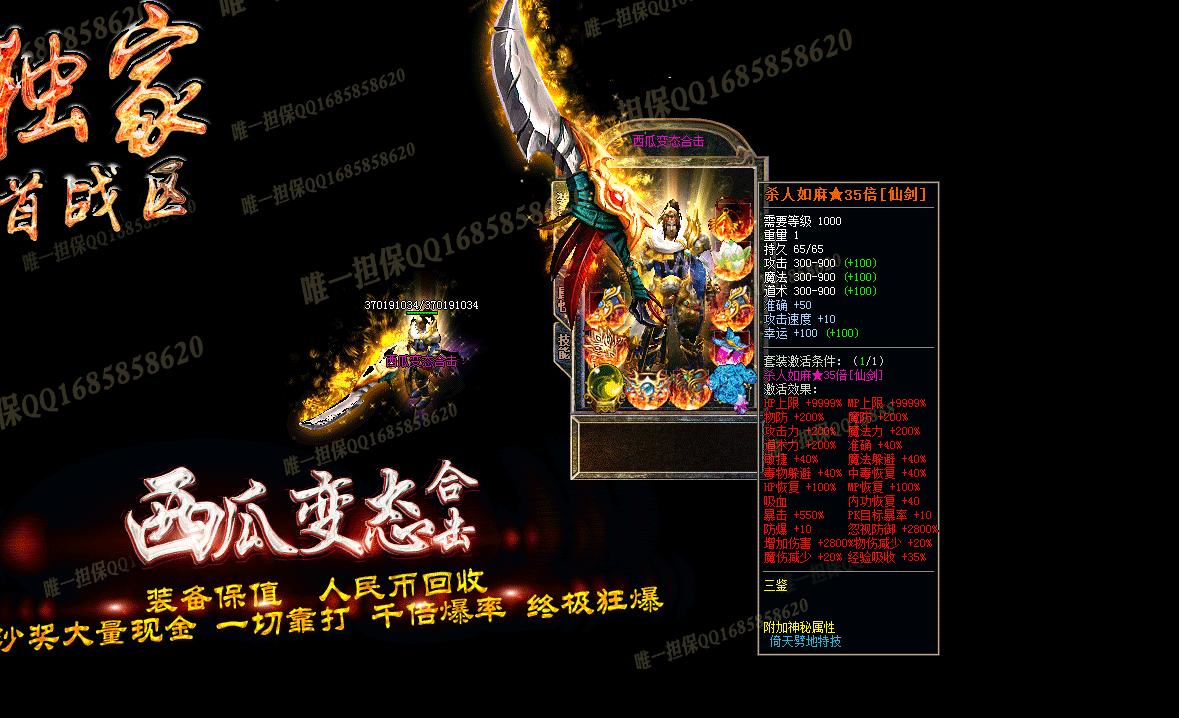 独家
首战区
唯一担保QQ1685858620
西瓜变态合击
370191034/370191034
西瓜变态合击
技能
杀人如麻★35倍[仙剑]
需要等级 1000
重量 1
持久 65/65
攻击 300-900 (+100)
魔法 300-900 (+100)
道术 300-900 (+100)
准确 +50
攻击速度 +10
幸运 +100 (+100)
套装激活条件: (1/1)
杀人如麻★35倍[仙剑]
激活效果:
HP上限 +9999% MP上限 +9999%
物防 +200% 魔防 +200%
攻击力 +200% 魔法力 +200%
道术力 +200% 准确 +40%
敏捷 +40% 魔法躲避 +40%
毒物躲避 +40% 中毒恢复 +40%
HP恢复 +100% MP恢复 +100%
吸血 内功恢复 +40
暴击 +550% PK目标暴率 +10
防爆 +10 忽视防御 +2800%
增加伤害 +2800% 物伤减少 +20%
魔伤减少 +20% 经验吸收 +35%
三鉴
附加神秘属性
倚天劈地特技
西瓜变态合击
装备保值 人民币回收
沙奖大量现金 一切靠打 千倍爆率 终极狂爆